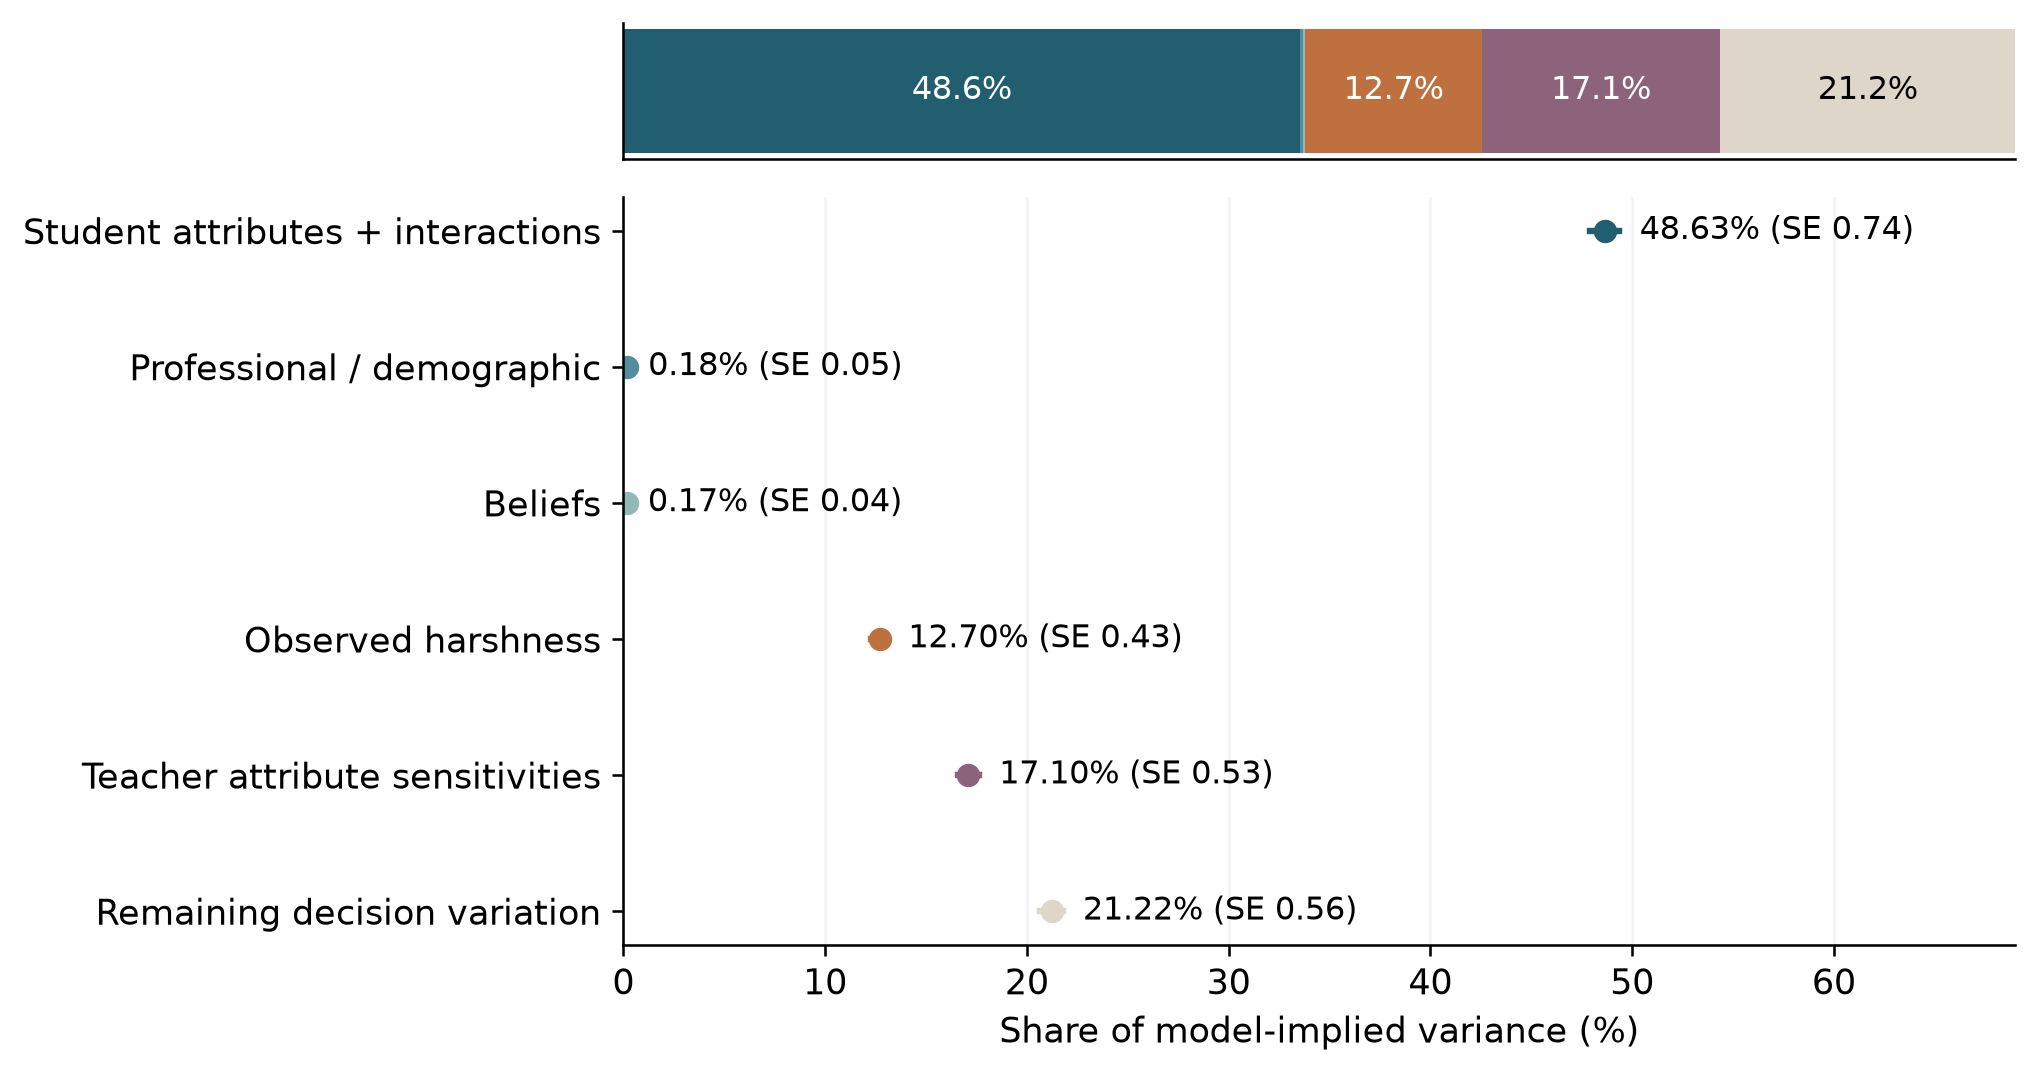 48.6%
12.7%
17.1%
21.2%
Student attributes + interactions
48.63% (SE 0.74)
Professional / demographic
0.18% (SE 0.05)
Beliefs
0.17% (SE 0.04)
Observed harshness
12.70% (SE 0.43)
Teacher attribute sensitivities
17.10% (SE 0.53)
Remaining decision variation
21.22% (SE 0.56)
0 10 20 30 40 50 60
Share of model-implied variance (%)